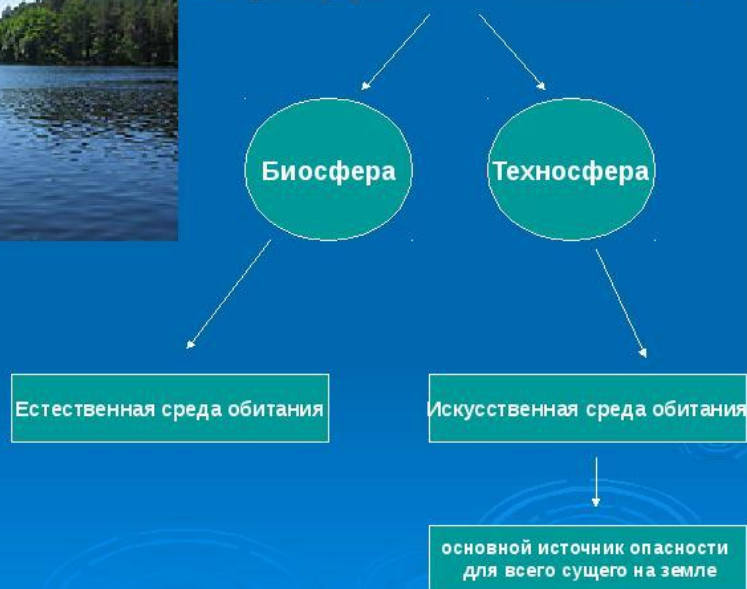 Биосфера
Техносфера
Естественная среда обитания
Искусственная среда обитания
основной источник опасности
для всего сущего на земле